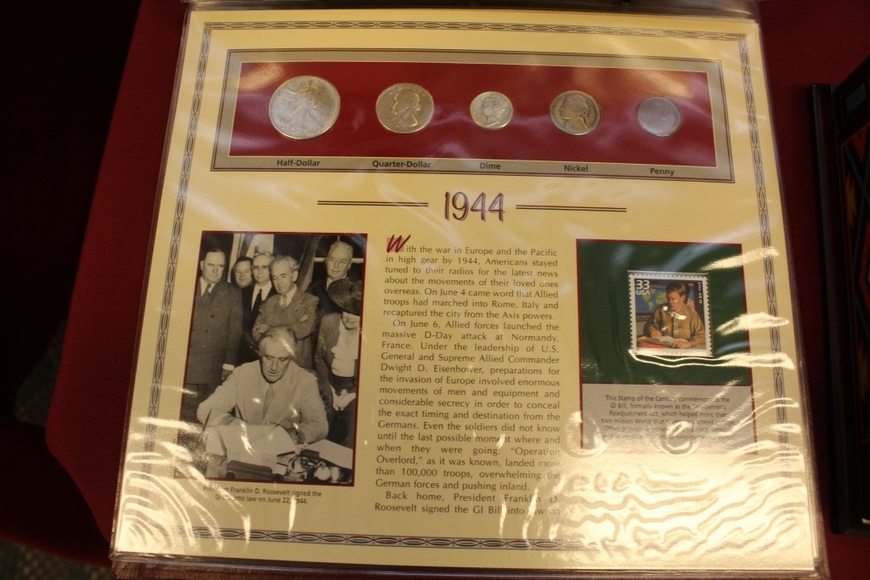 Half-Dollar Quarter-Dollar Dime Nickel Penny
1944
With the war in Europe and the Pacific
in high gear by 1944, Americans stayed
tuned to their radios for the latest news
about the movements of their loved ones
overseas. On June 4 came word that Allied
troops had marched into Rome, Italy and
recaptured the city from the Axis powers.
On June 6, Allied forces launched the
massive D-Day attack at Normandy,
France. Under the leadership of U.S.
General and Supreme Allied Commander
Dwight D. Eisenhower, preparations for
the invasion of Europe involved enormous
movements of men and equipment and
considerable secrecy in order to conceal
the exact timing and destination from the
Germans. Even the soldiers did not know
until the last possible moment where and
when they were going. "Operation
Overlord," as it was known, landed more
than 100,000 troops, overwhelming the
German forces and pushing inland.
Back home, President Franklin D.
Roosevelt signed the GI Bill into law on
Franklin D. Roosevelt signed the
into law on June 22, 1944.
33
USA
This Stamp of the Century commemorates the
GI Bill, formally known as the Servicemen's
Readjustment Act, which helped more than
two million World War